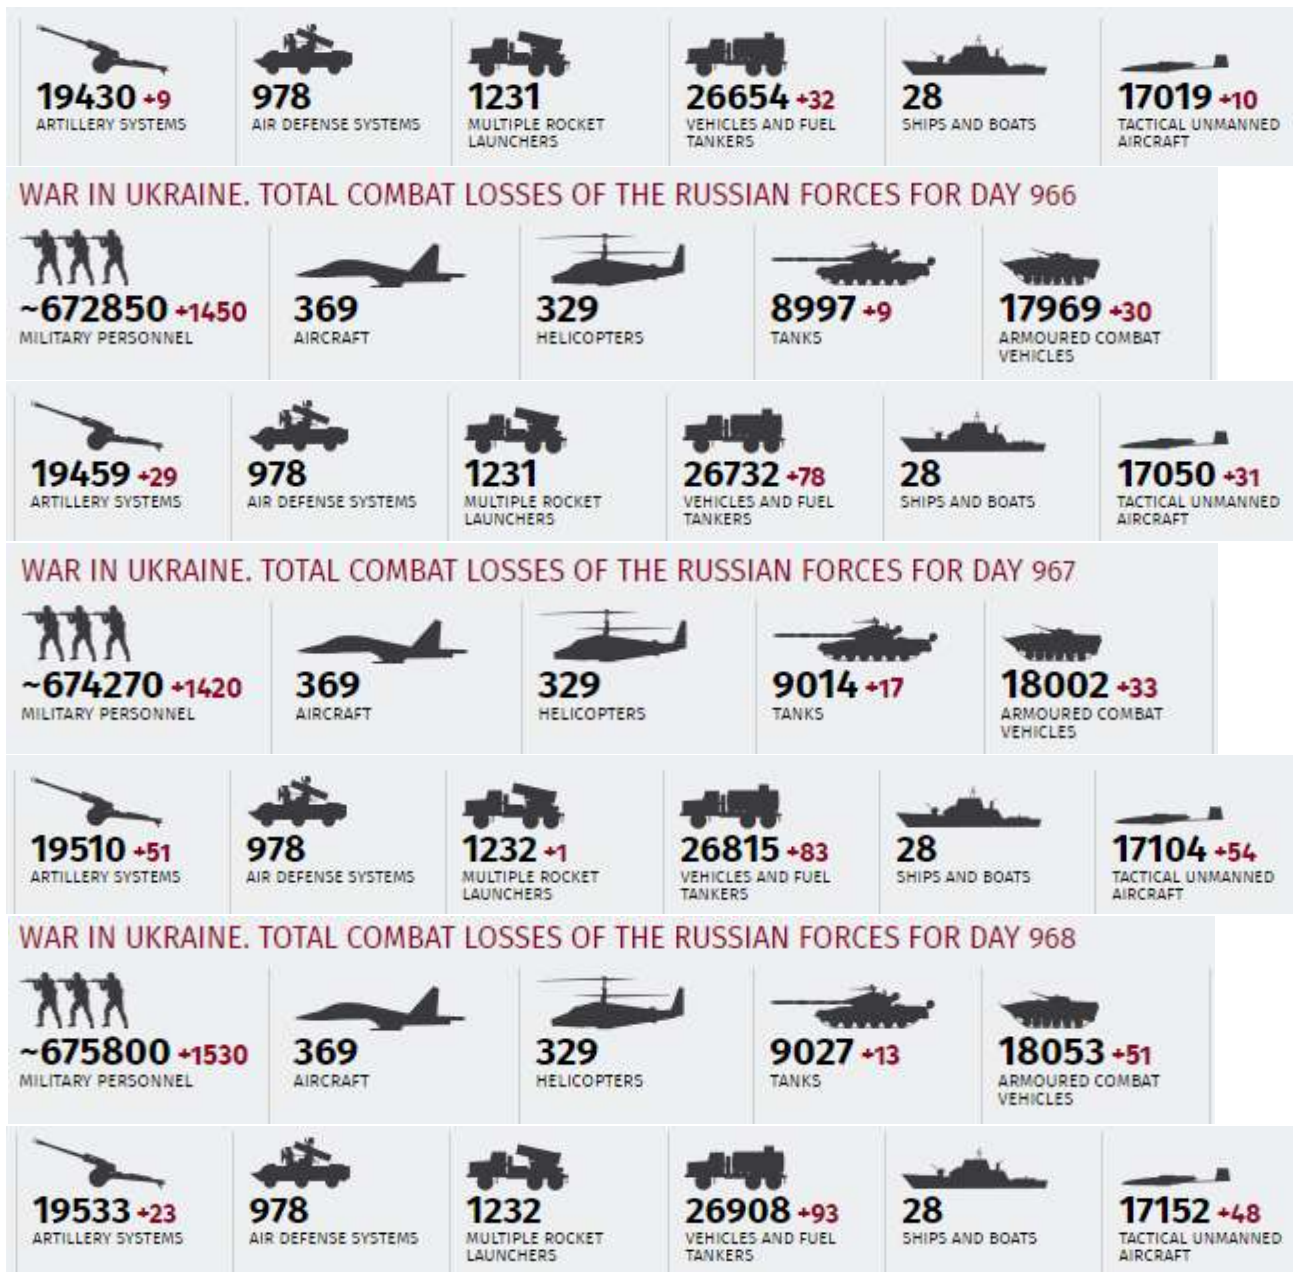 19430 +9 978 1231 26654 +32 28 17019 +10
ARTILLERY SYSTEMS AIR DEFENSE SYSTEMS MULTIPLE ROCKET VEHICLES AND FUEL SHIPS AND BOATS TACTICAL UNMANNED
LAUNCHERS TANKERS AIRCRAFT
WAR IN UKRAINE. TOTAL COMBAT LOSSES OF THE RUSSIAN FORCES FOR DAY 966
~672850 +1450 369 329 8997 +9 17969 +30
MILITARY PERSONNEL AIRCRAFT HELICOPTERS TANKS ARMOURED COMBAT
VEHICLES
19459 +29 978 1231 26732 +78 28 17050 +31
ARTILLERY SYSTEMS AIR DEFENSE SYSTEMS MULTIPLE ROCKET VEHICLES AND FUEL SHIPS AND BOATS TACTICAL UNMANNED
LAUNCHERS TANKERS AIRCRAFT
WAR IN UKRAINE. TOTAL COMBAT LOSSES OF THE RUSSIAN FORCES FOR DAY 967
~674270 +1420 369 329 9014 +17 18002 +33
MILITARY PERSONNEL AIRCRAFT HELICOPTERS TANKS ARMOURED COMBAT
VEHICLES
19510 +51 978 1232 +1 26815 +83 28 17104 +54
ARTILLERY SYSTEMS AIR DEFENSE SYSTEMS MULTIPLE ROCKET VEHICLES AND FUEL SHIPS AND BOATS TACTICAL UNMANNED
LAUNCHERS TANKERS AIRCRAFT
WAR IN UKRAINE. TOTAL COMBAT LOSSES OF THE RUSSIAN FORCES FOR DAY 968
~675800 +1530 369 329 9027 +13 18053 +51
MILITARY PERSONNEL AIRCRAFT HELICOPTERS TANKS ARMOURED COMBAT
VEHICLES
19533 +23 978 1232 26908 +93 28 17152 +48
ARTILLERY SYSTEMS AIR DEFENSE SYSTEMS MULTIPLE ROCKET VEHICLES AND FUEL SHIPS AND BOATS TACTICAL UNMANNED
LAUNCHERS TANKERS AIRCRAFT